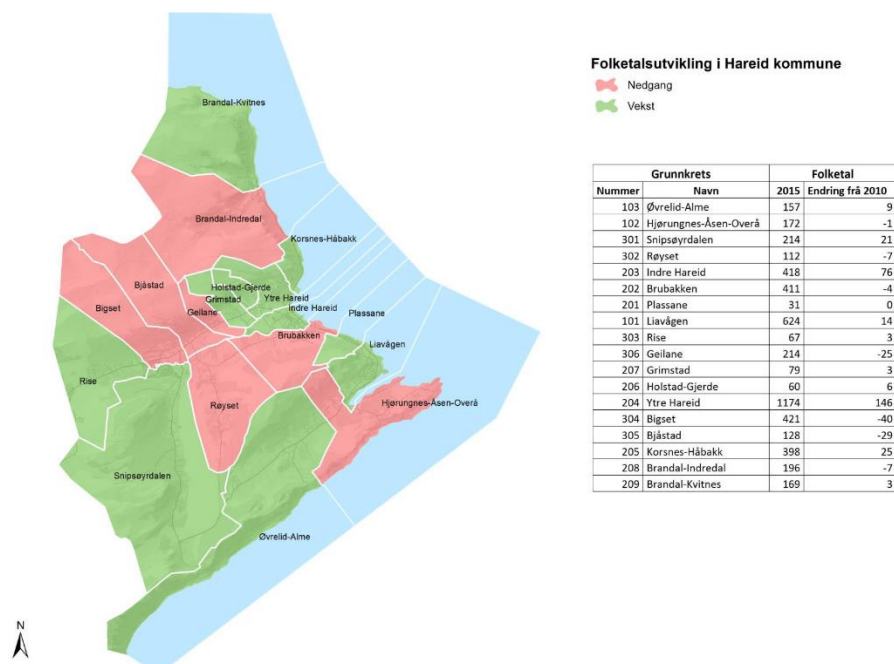 Folketalsutvikling i Hareid kommune
Nedgang
Vekst
Brandal-Kvitnes
Brandal-Indredal
Korsnes-Håbakk
Bjåstad
Holstad-Gjerde
Grimstad
Ytre Hareid
Indre Hareid
Bigset
Geilane
Plassane
Brubakken
Liavågen
Rise
Røyset
Hjørungnes-Åsen-Overå
Snipsøyrdalen
Øvrelid-Alme
N
Grunnkrets Folketal
Nummer Navn 2015 Endring frå 2010
103 Øvrelid-Alme 157 9
102 Hjørungnes-Åsen-Overå 172 -1
301 Snipsøyrdalen 214 21
302 Røyset 112 -7
203 Indre Hareid 418 76
202 Brubakken 411 -4
201 Plassane 31 0
101 Liavågen 624 14
303 Rise 67 3
306 Geilane 214 -25
207 Grimstad 79 3
206 Holstad-Gjerde 60 6
204 Ytre Hareid 1174 146
304 Bigset 421 -40
305 Bjåstad 128 -29
205 Korsnes-Håbakk 398 25
208 Brandal-Indredal 196 -7
209 Brandal-Kvitnes 169 3